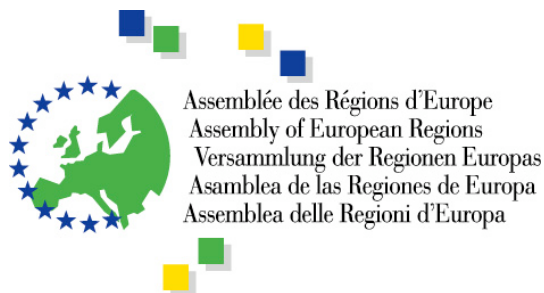 Assemblée des Régions d'Europe
Assembly of European Regions
Versammlung der Regionen Europas
Asamblea de las Regiones de Europa
Assemblea delle Regioni d'Europa